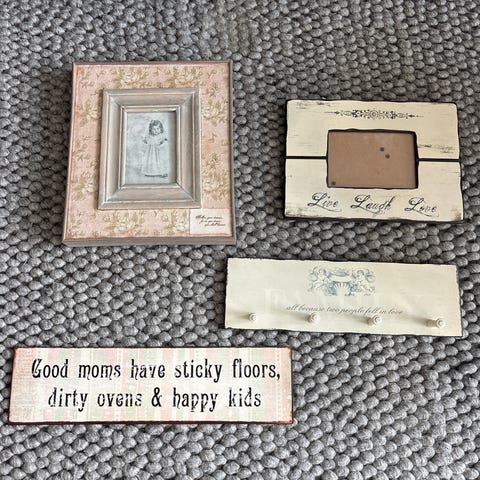 Live Laugh Love
all because two people fell in love
Good moms have sticky floors,
dirty ovens & happy kids